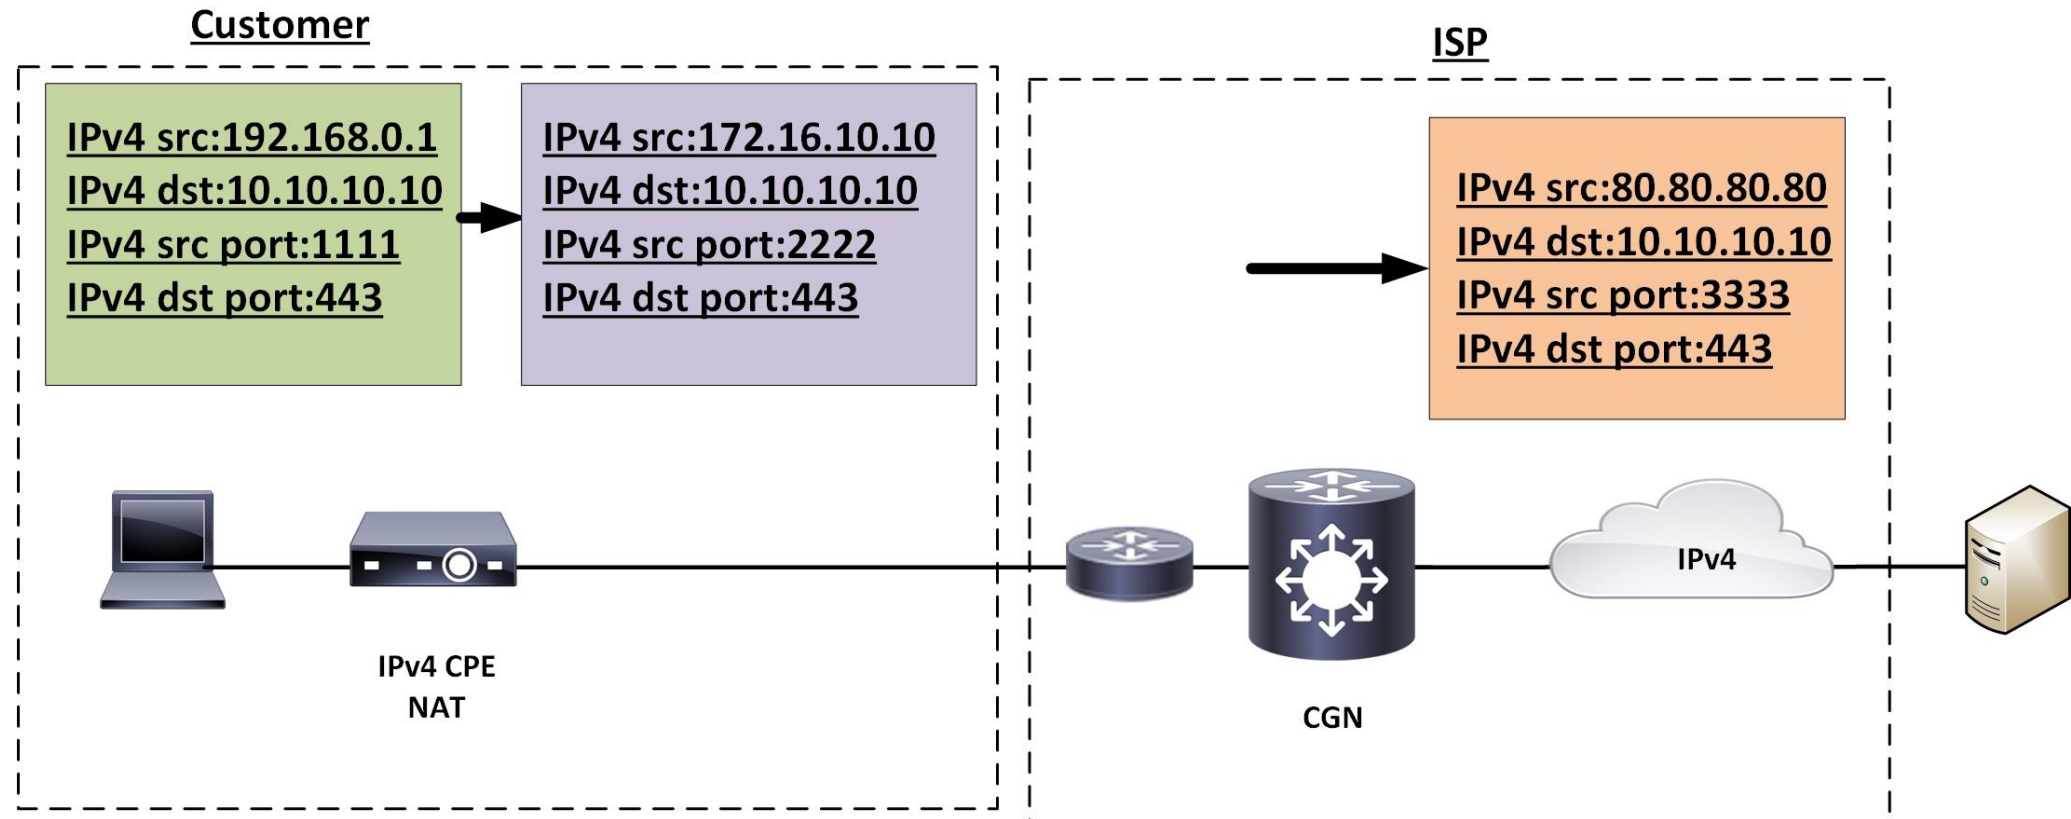 Customer
ISP
IPv4 src:192.168.0.1
IPv4 dst:10.10.10.10
IPv4 src port:1111
IPv4 dst port:443
IPv4 src:172.16.10.10
IPv4 dst:10.10.10.10
IPv4 src port:2222
IPv4 dst port:443
IPv4 src:80.80.80.80
IPv4 dst:10.10.10.10
IPv4 src port:3333
IPv4 dst port:443
IPv4
IPv4 CPE
NAT
CGN